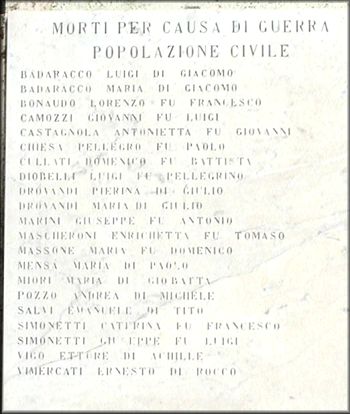 MORTI PER CAUSA DI GUERRA
POPOLAZIONE CIVILE
BADARACCO LUIGI DI GIACOMO
BADARACCO MARIA DI GIACOMO
BONAUDO LORENZO FU FRANCESCO
CAMOZZI GIOVANNI FU LUIGI
CASTAGNOLA ANTONIETTA FU GIOVANNI
CHIESA PELLEGRO FU PAOLO
CULLATI DOMENICO FU BATTISTA
DIOBELLI LUIGI FU PELLEGRINO
DROVANDI PIERINA DI GIULIO
DROVANDI MARIA DI GIULIO
MARINI GIUSEPPE FU ANTONIO
MASCHERONI ENRICHETTA FU TOMASO
MASSONE MARIA FU DOMENICO
MENSA MARIA DI PAOLO
MIORI MARIA DI GIOBATTA
POZZO ANDREA DI MICHELE
SALVI EMANUELE DI TITO
SIMONETTI CATERINA FU FRANCESCO
SIMONETTI GIUSEPPE FU LUIGI
VIGO ETTORE DI ACHILLE
VIMERCATI ERNESTO DI ROCCO